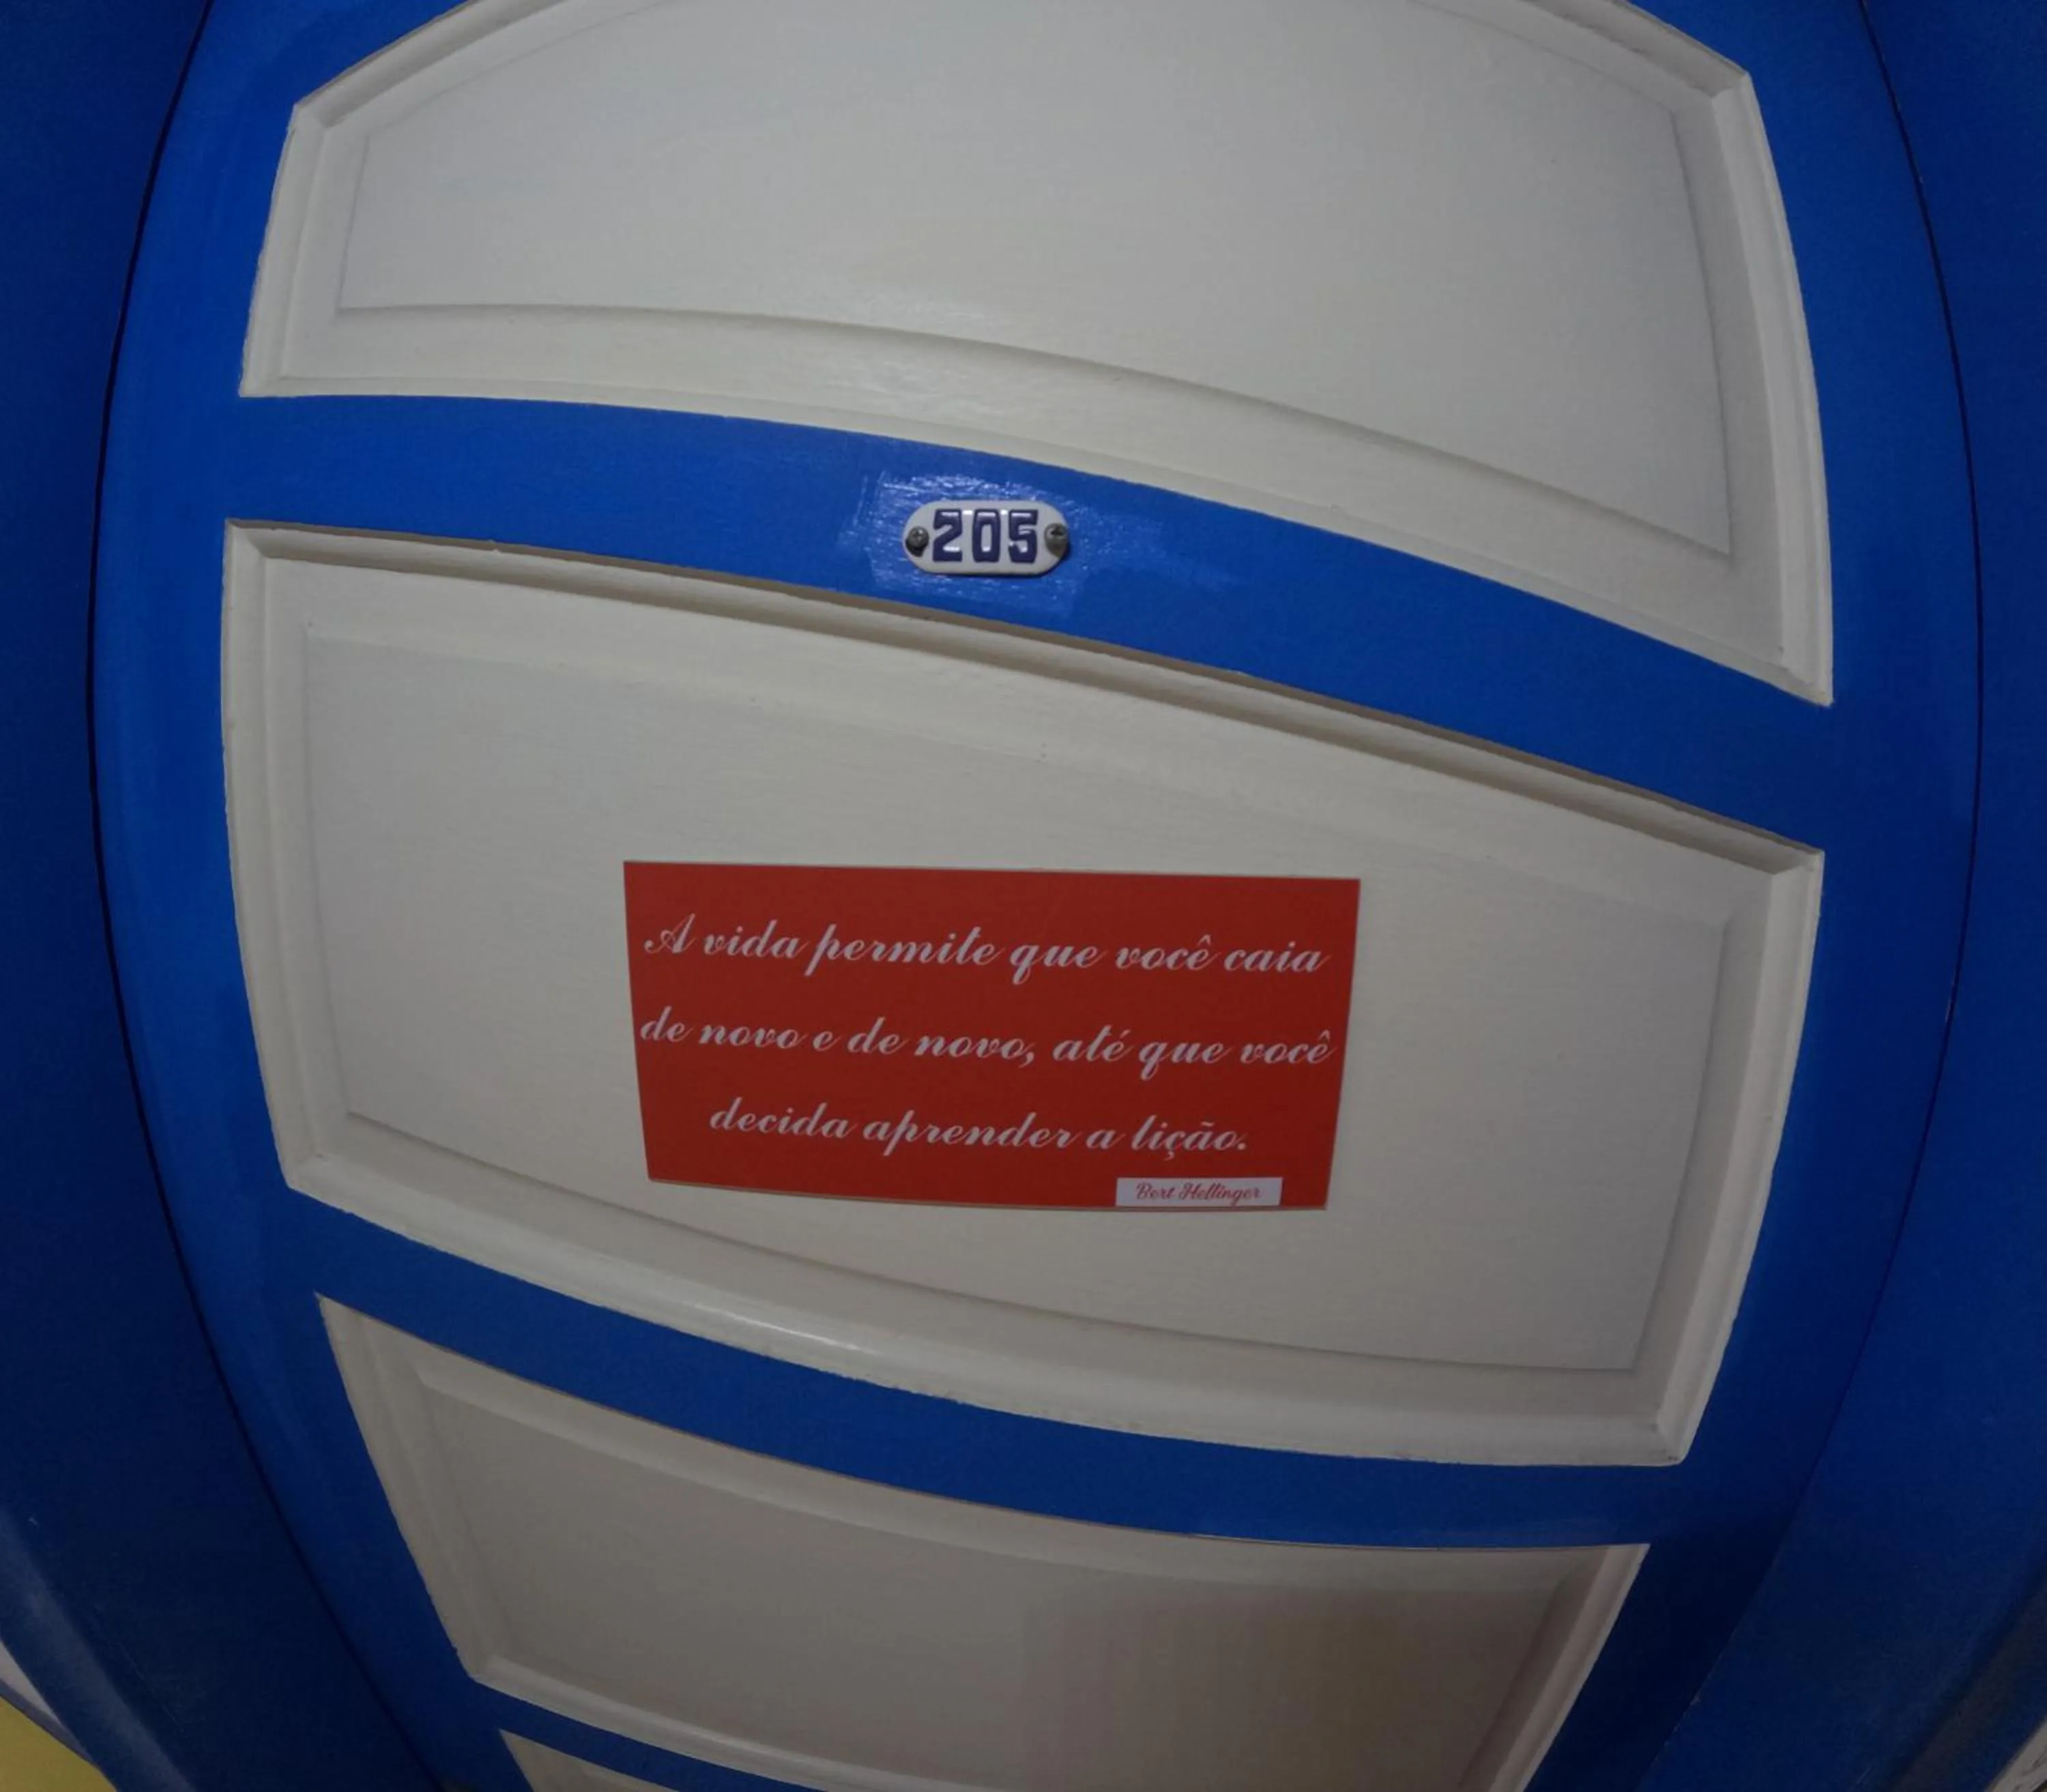 205
A vida permite que você caia
de novo e de novo, até que você
decida aprender a lição.
Bert Hellinger